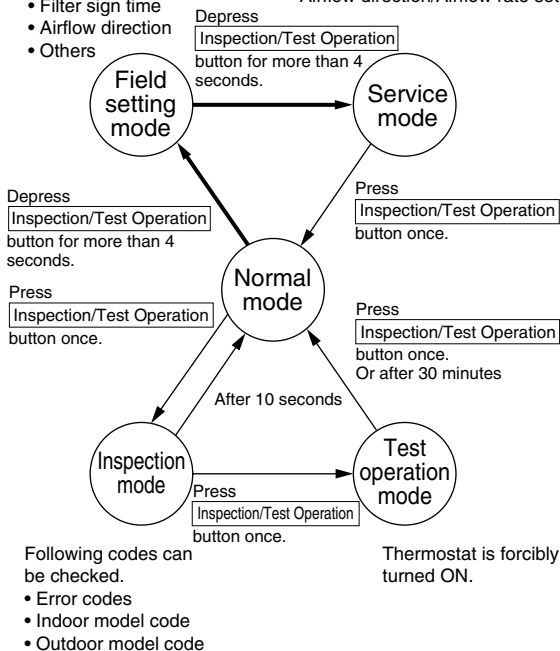 • Filter sign time
• Airflow direction
• Others
Airflow direction/Airflow rate set
Depress
Inspection/Test Operation
button for more than 4
seconds.
Field
setting
mode
Service
mode
Depress
Inspection/Test Operation
button for more than 4
seconds.
Press
Inspection/Test Operation
button once.
Normal
mode
Press
Inspection/Test Operation
button once.
Press
Inspection/Test Operation
button once.
Or after 30 minutes
After 10 seconds
Inspection
mode
Test
operation
mode
Press
Inspection/Test Operation
button once.
Following codes can
be checked.
• Error codes
• Indoor model code
• Outdoor model code
Thermostat is forcibly
turned ON.